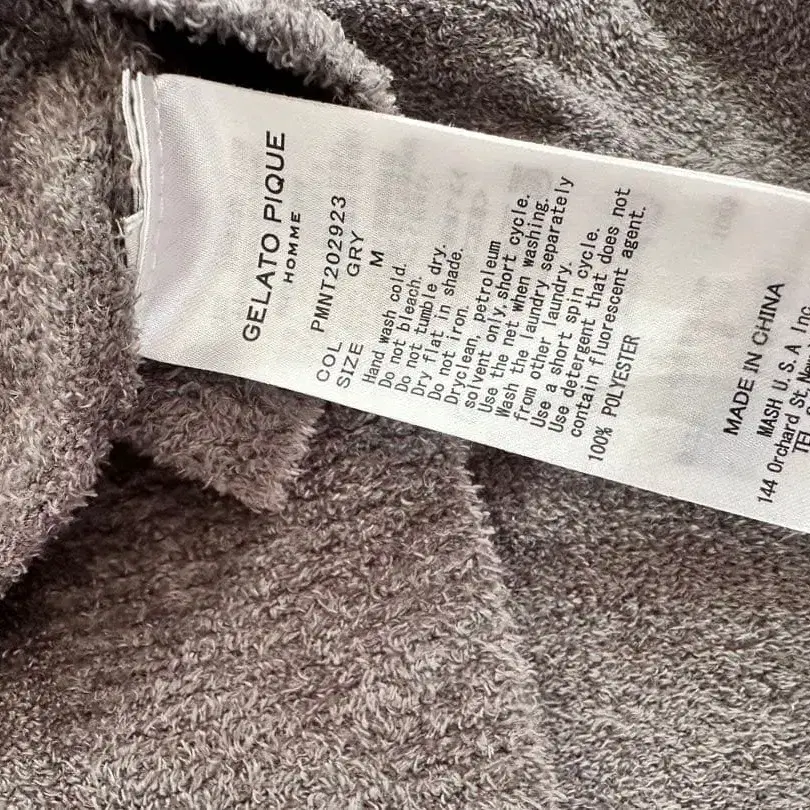 GELATO PIQUE
HOMME
PMNT202923
COL GRY
SIZE M
Hand wash cold.
Do not bleach.
Do not tumble dry.
Dry flat in shade.
Do not iron.
Dryclean, petroleum
solvent only, short cycle.
Use the net when washing.
Wash the laundry separately
from other laundry.
Use a short spin cycle.
Use detergent that does not
contain fluorescent agent.
100% POLYESTER
MADE IN CHINA
MASH U.S.A Inc
144 Orchard St.